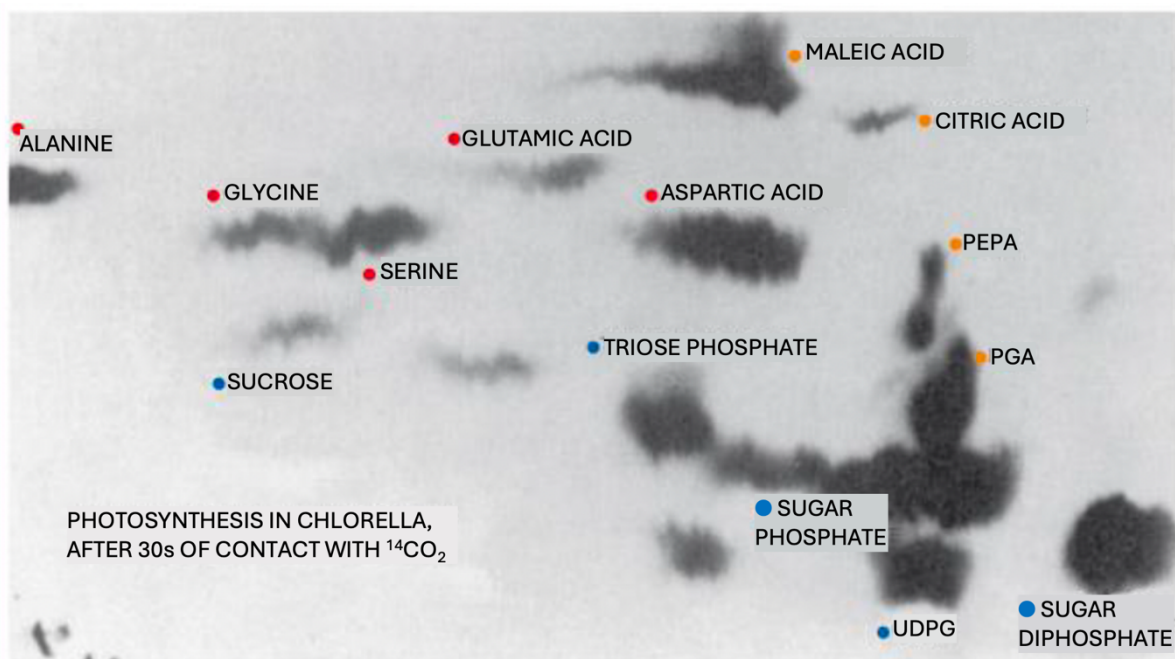 MALEIC ACID
CITRIC ACID
ALANINE
GLUTAMIC ACID
GLYCINE
ASPARTIC ACID
PEPA
SERINE
TRIOSE PHOSPHATE
PGA
SUCROSE
SUGAR
PHOSPHATE
PHOTOSYNTHESIS IN CHLORELLA,
AFTER 30s OF CONTACT WITH ¹⁴CO₂
SUGAR
DIPHOSPHATE
UDPG